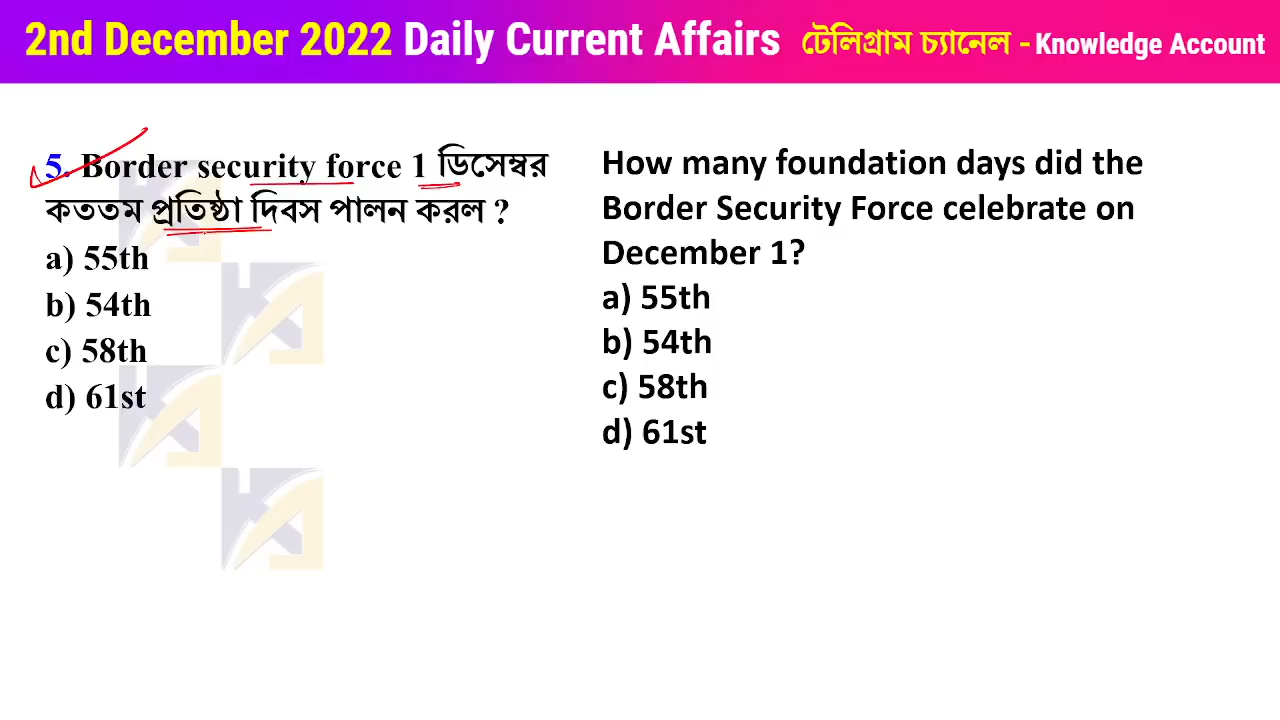 2nd December 2022 Daily Current Affairs টেলিগ্রাম চ্যানেল - Knowledge Account
5. Border security force 1 ডিসেম্বর
কততম প্রতিষ্ঠা দিবস পালন করল ?
a) 55th
b) 54th
c) 58th
d) 61st
How many foundation days did the
Border Security Force celebrate on
December 1?
a) 55th
b) 54th
c) 58th
d) 61st